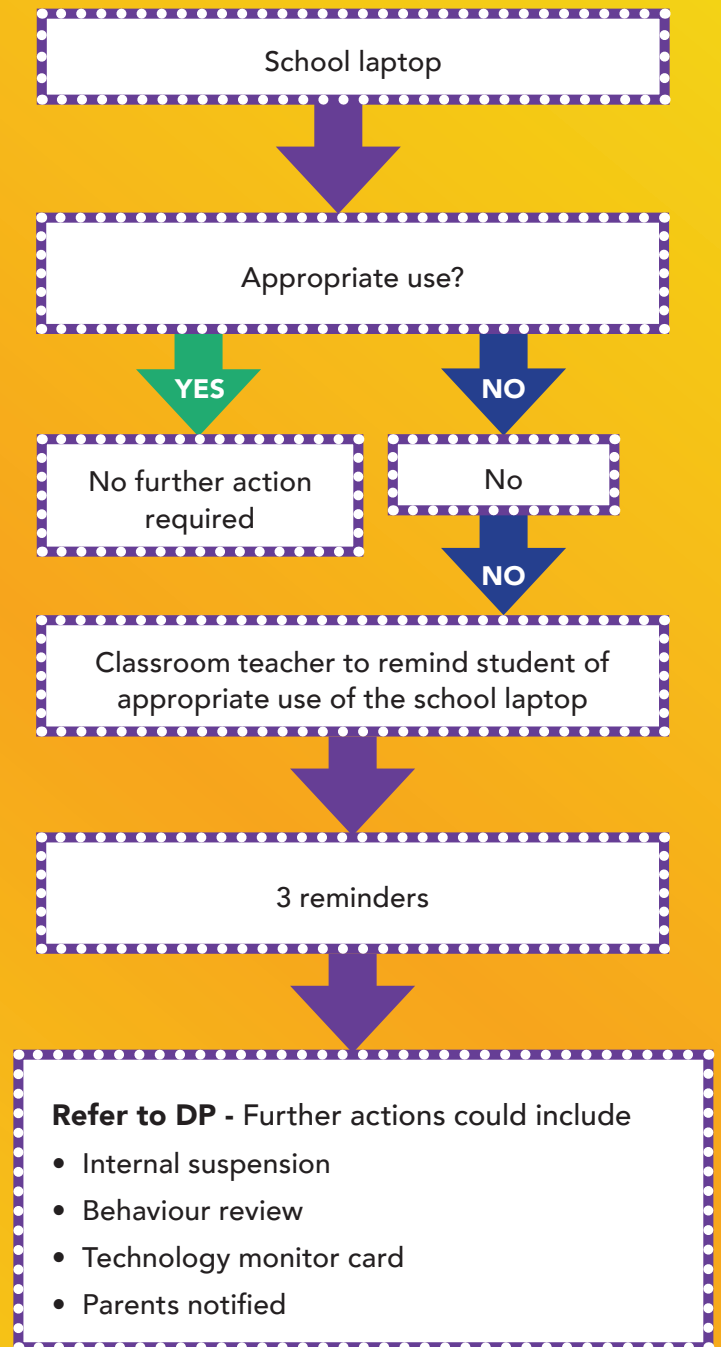 School laptop
Appropriate use?
YES
NO
No further action
required
No
NO
Classroom teacher to remind student of
appropriate use of the school laptop
3 reminders
Refer to DP - Further actions could include
• Internal suspension
• Behaviour review
• Technology monitor card
• Parents notified